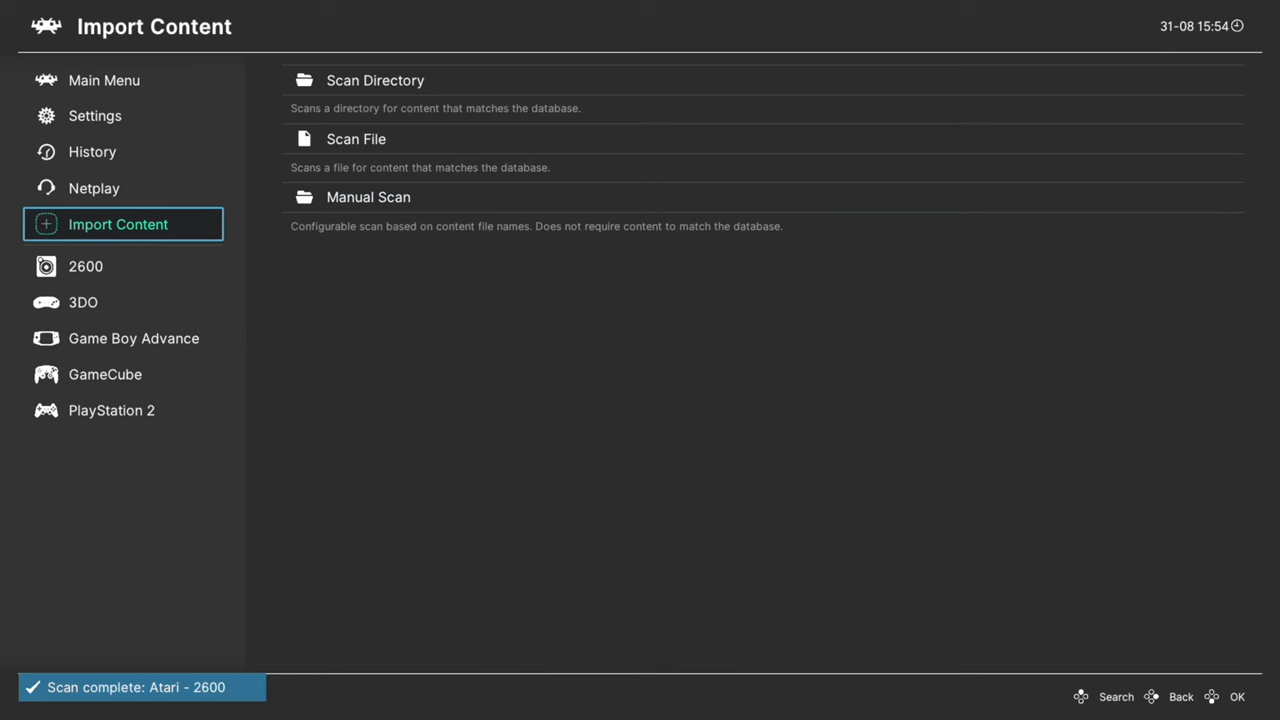 Import Content
31-08 15:54
Main Menu
Settings
History
Netplay
Import Content
2600
3DO
Game Boy Advance
GameCube
PlayStation 2
Scan Directory
Scans a directory for content that matches the database.
Scan File
Scans a file for content that matches the database.
Manual Scan
Configurable scan based on content file names. Does not require content to match the database.
Scan complete: Atari - 2600
Search Back OK